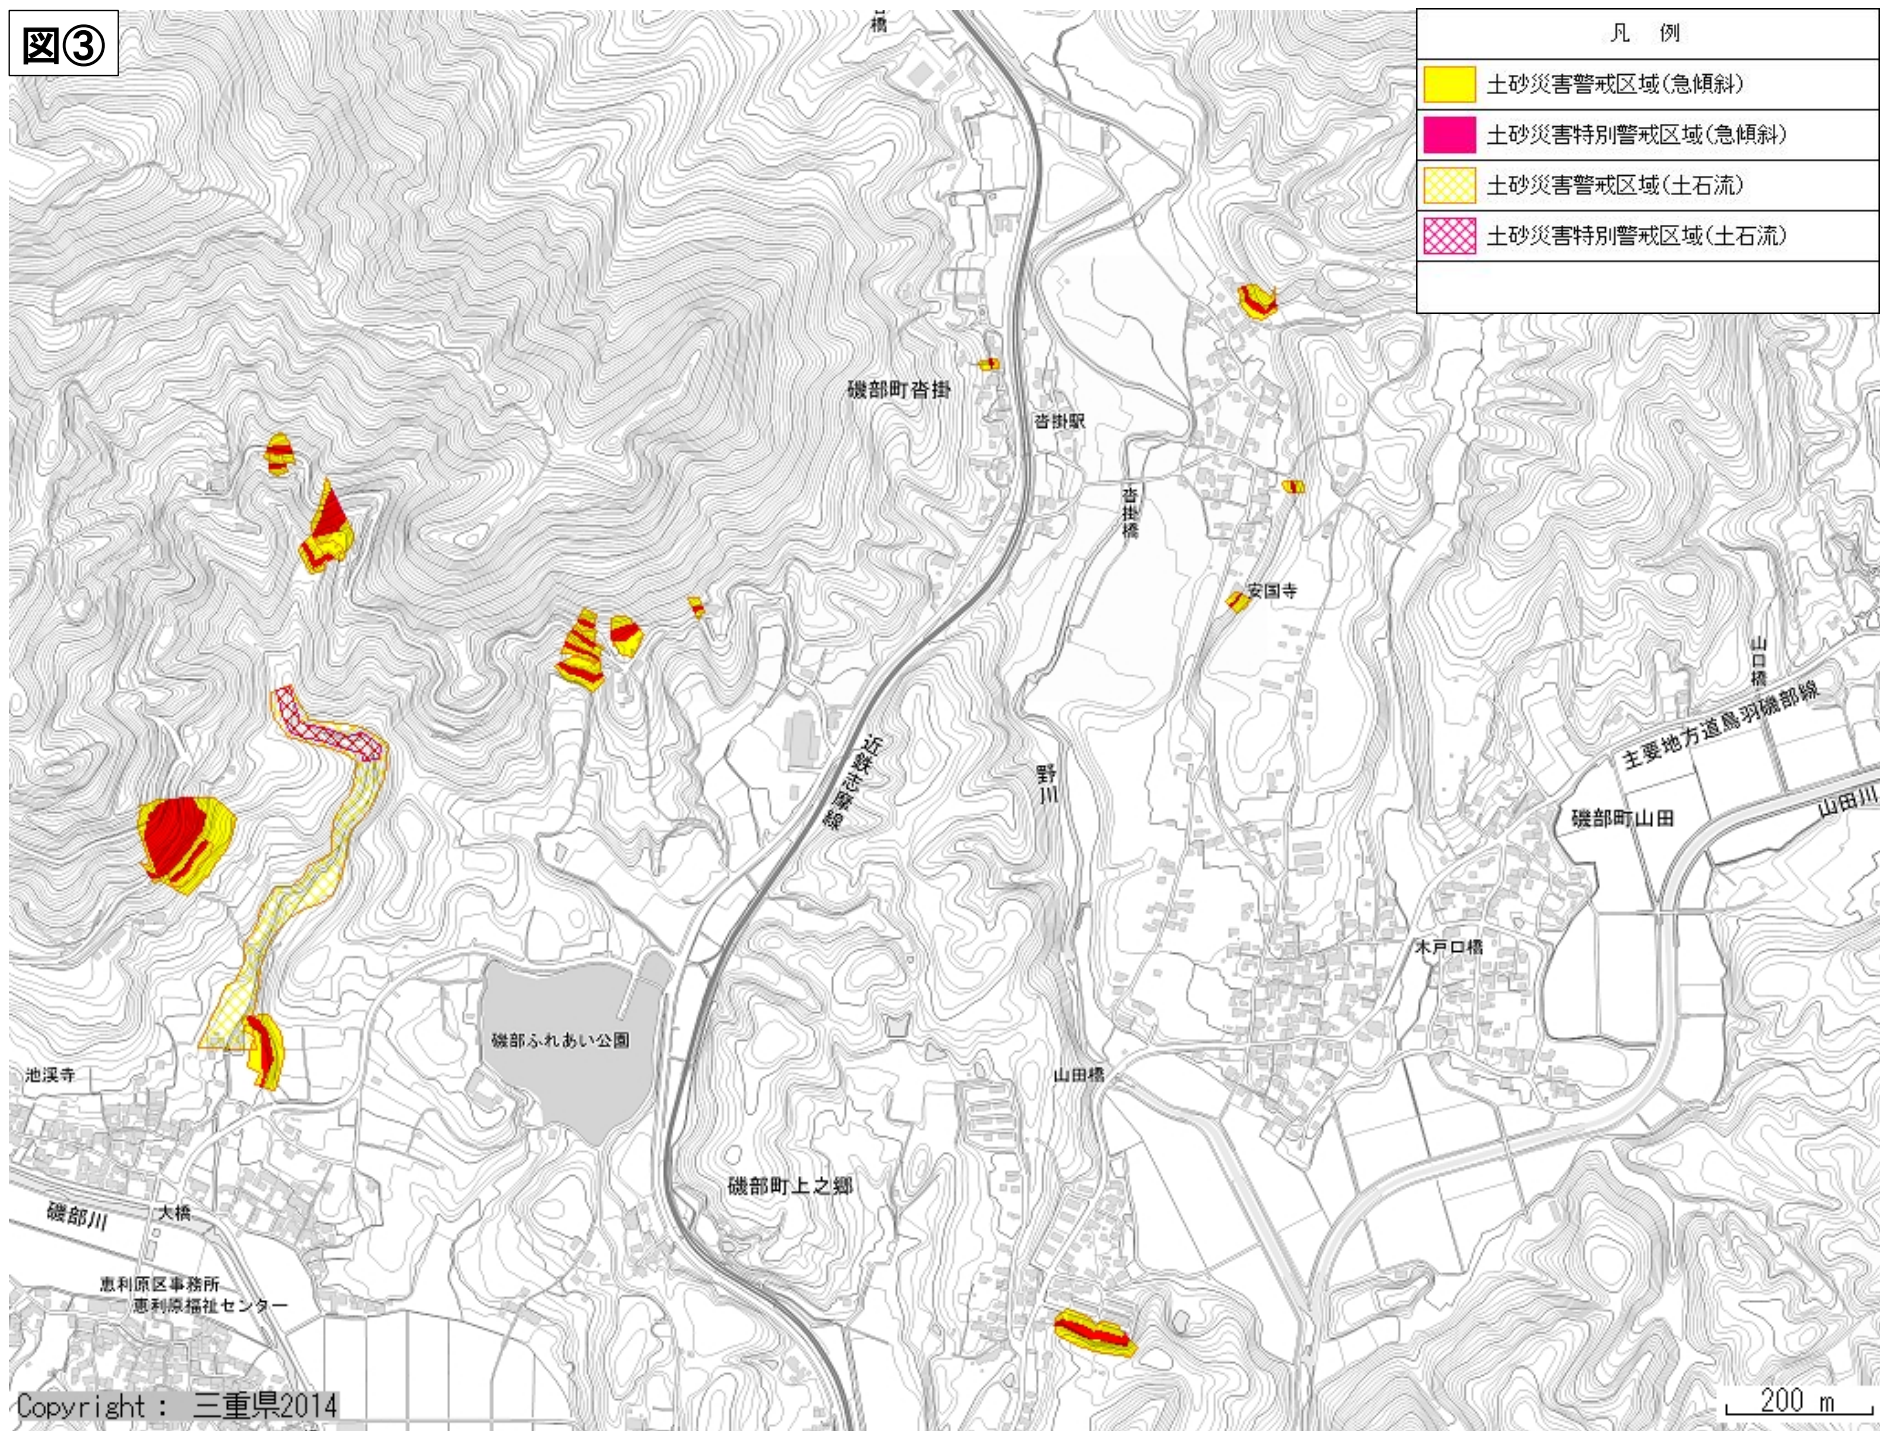 図③
橋
凡 例
土砂災害警戒区域(急傾斜)
土砂災害特別警戒区域(急傾斜)
土砂災害警戒区域(土石流)
土砂災害特別警戒区域(土石流)
磯部町沓掛
沓掛駅
沓掛橋
安国寺
山口橋
主要地方道鳥羽磯部線
近鉄志摩線
野川
磯部町山田
山田川
木戸口橋
磯部ふれあい公園
山田橋
池渓寺
磯部町上之郷
磯部川
大橋
恵利原区事務所
恵利原福祉センター
Copyright : 三重県2014
200 m